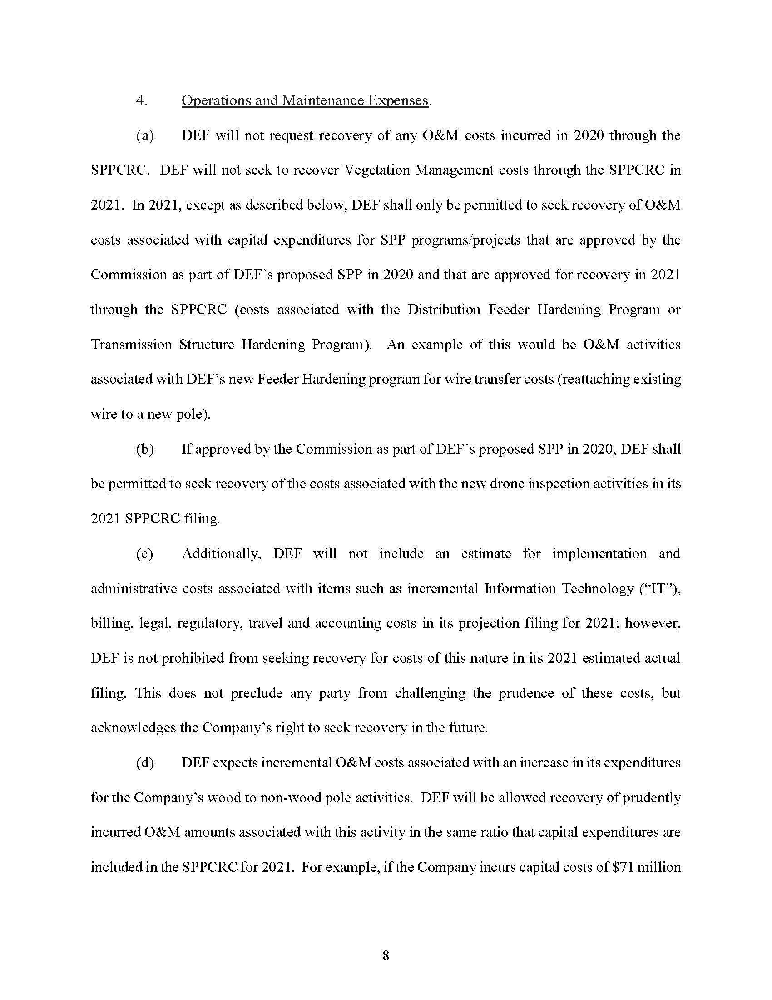 4. Operations and Maintenance Expenses.
(a) DEF will not request recovery of any O&M costs incurred in 2020 through the
SPPCRC. DEF will not seek to recover Vegetation Management costs through the SPPCRC in
2021. In 2021, except as described below, DEF shall only be permitted to seek recovery of O&M
costs associated with capital expenditures for SPP programs/projects that are approved by the
Commission as part of DEF’s proposed SPP in 2020 and that are approved for recovery in 2021
through the SPPCRC (costs associated with the Distribution Feeder Hardening Program or
Transmission Structure Hardening Program). An example of this would be O&M activities
associated with DEF’s new Feeder Hardening program for wire transfer costs (reattaching existing
wire to a new pole).
(b) If approved by the Commission as part of DEF’s proposed SPP in 2020, DEF shall
be permitted to seek recovery of the costs associated with the new drone inspection activities in its
2021 SPPCRC filing.
(c) Additionally, DEF will not include an estimate for implementation and
administrative costs associated with items such as incremental Information Technology (“IT”),
billing, legal, regulatory, travel and accounting costs in its projection filing for 2021; however,
DEF is not prohibited from seeking recovery for costs of this nature in its 2021 estimated actual
filing. This does not preclude any party from challenging the prudence of these costs, but
acknowledges the Company’s right to seek recovery in the future.
(d) DEF expects incremental O&M costs associated with an increase in its expenditures
for the Company’s wood to non-wood pole activities. DEF will be allowed recovery of prudently
incurred O&M amounts associated with this activity in the same ratio that capital expenditures are
included in the SPPCRC for 2021. For example, if the Company incurs capital costs of $71 million
8